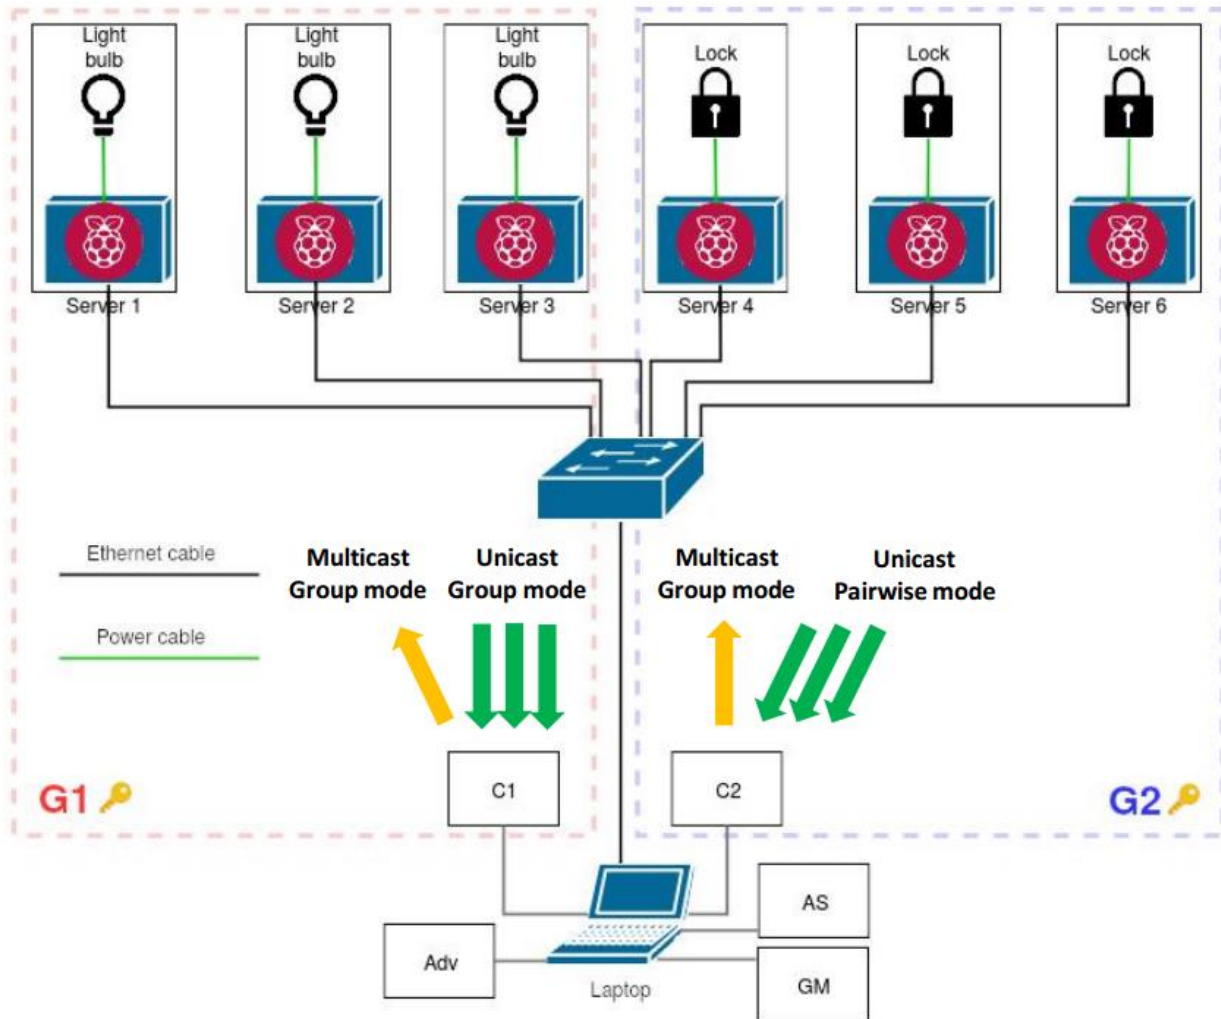 Light
bulb
Light
bulb
Light
bulb
Lock
Lock
Lock
Server 1
Server 2
Server 3
Server 4
Server 5
Server 6
Ethernet cable
Power cable
Multicast
Group mode
Unicast
Group mode
Multicast
Group mode
Unicast
Pairwise mode
G1
C1
C2
G2
Adv
Laptop
AS
GM